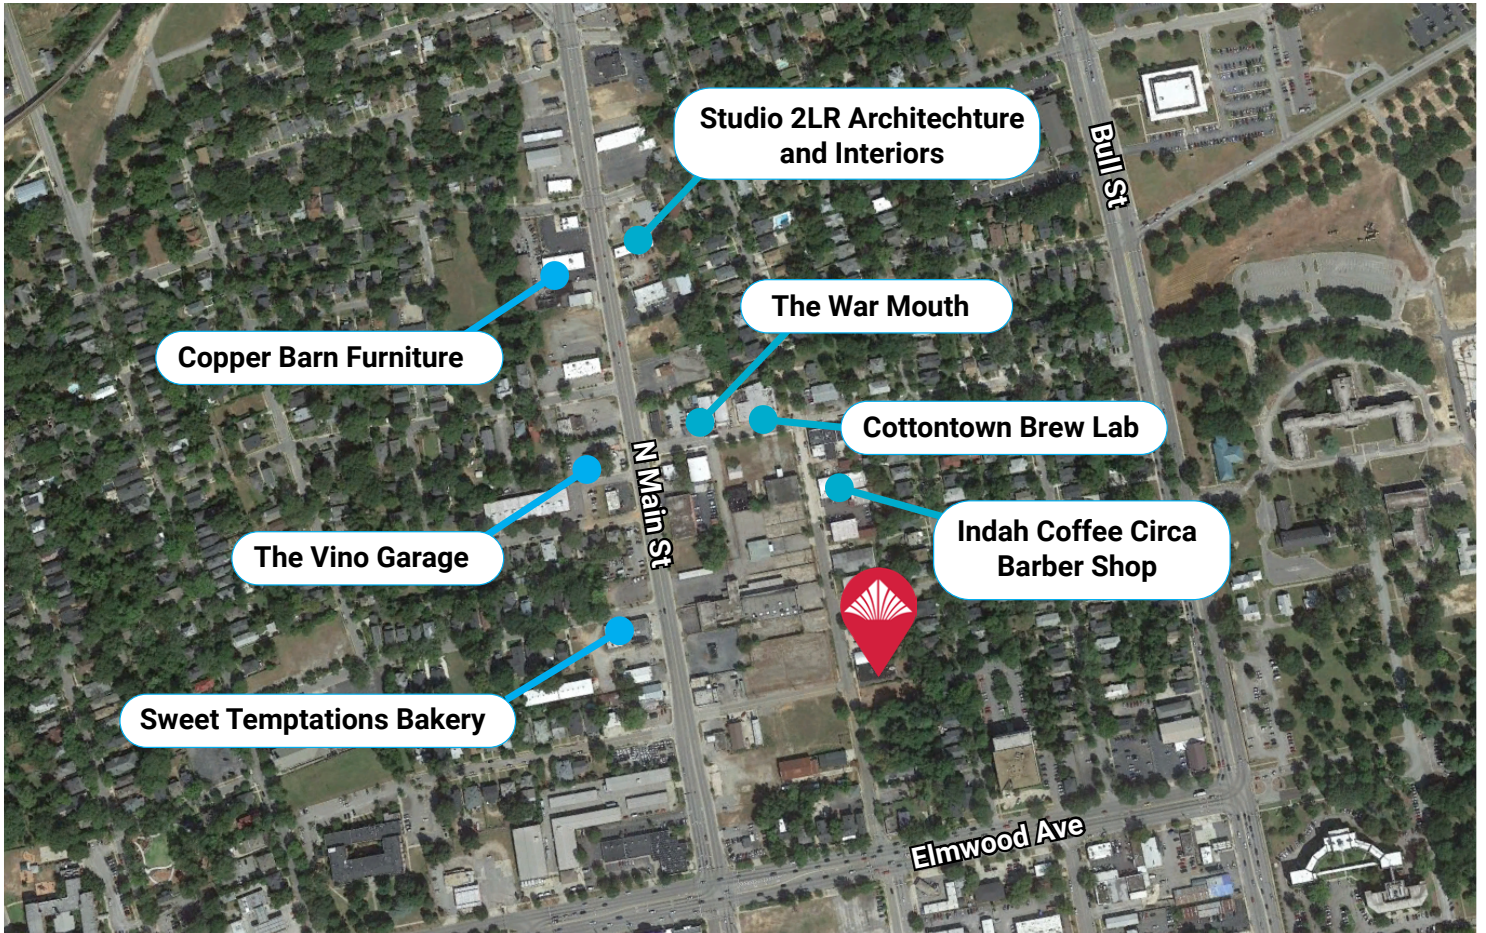 Studio 2LR Architechture
and Interiors
Bull St
The War Mouth
Copper Barn Furniture
Cottontown Brew Lab
N Main St
Indah Coffee Circa
Barber Shop
The Vino Garage
Sweet Temptations Bakery
Elmwood Ave